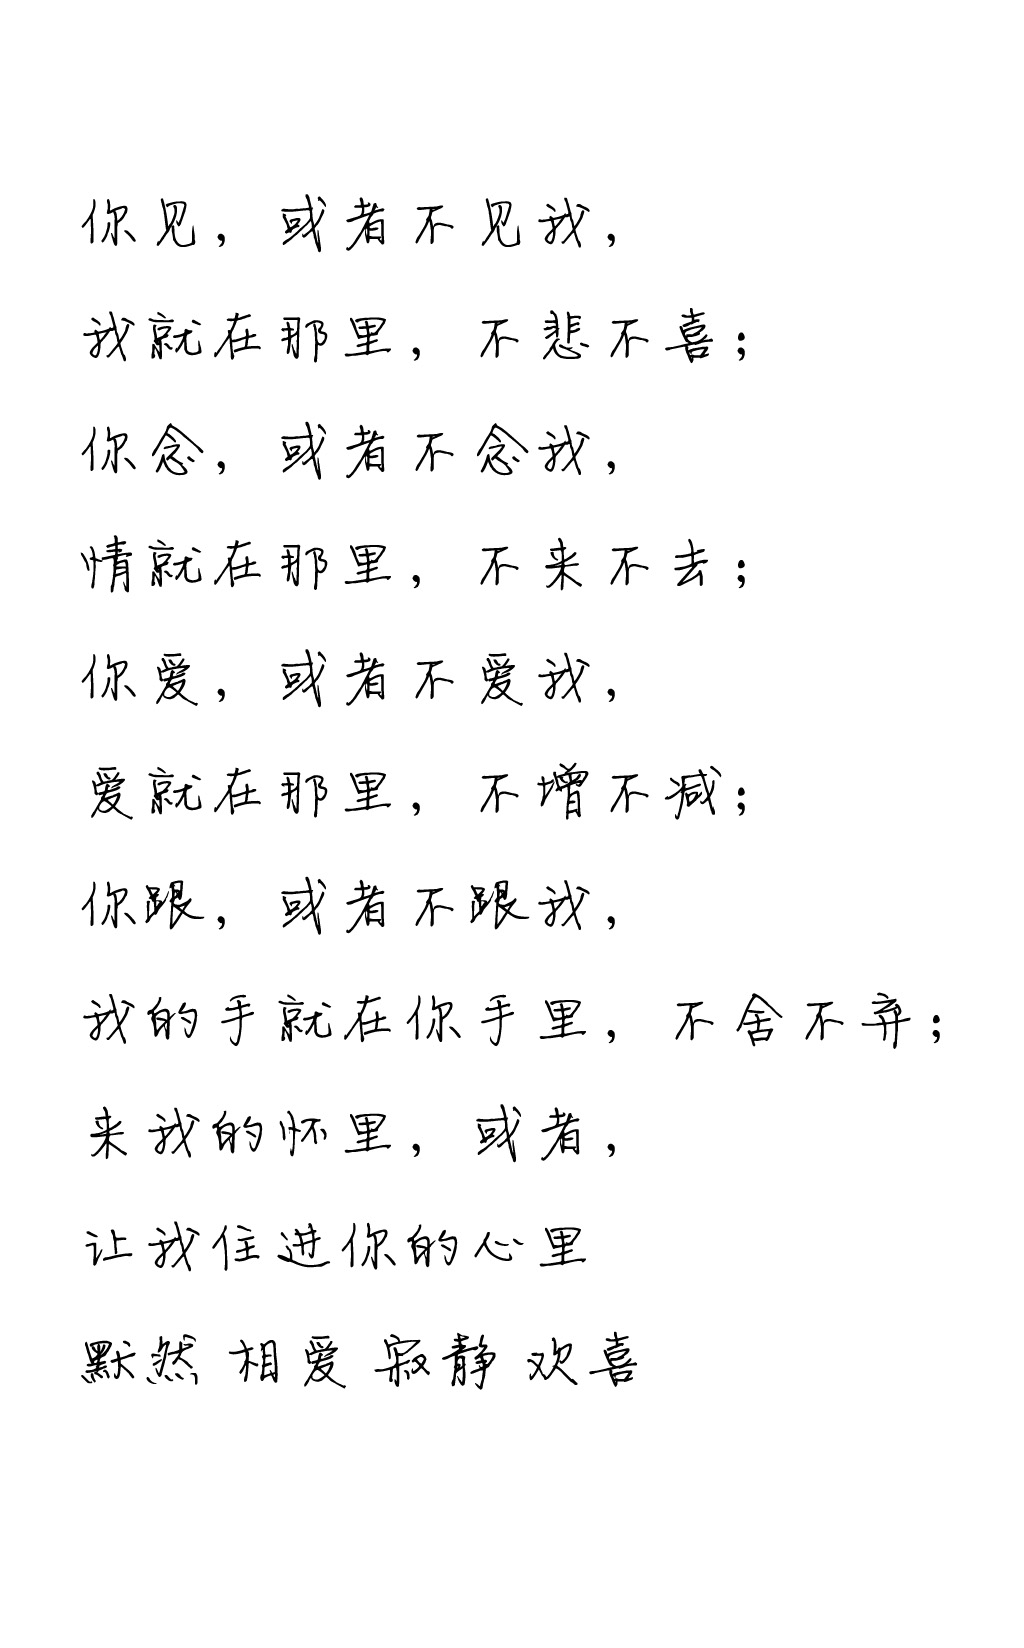 你见，或者不见我，
我就在那里，不悲不喜；
你念，或者不念我，
情就在那里，不来不去；
你爱，或者不爱我，
爱就在那里，不增不减；
你跟，或者不跟我，
我的手就在你手里，不舍不弃；
来我的怀里，或者，
让我住进你的心里
默然 相爱 寂静 欢喜